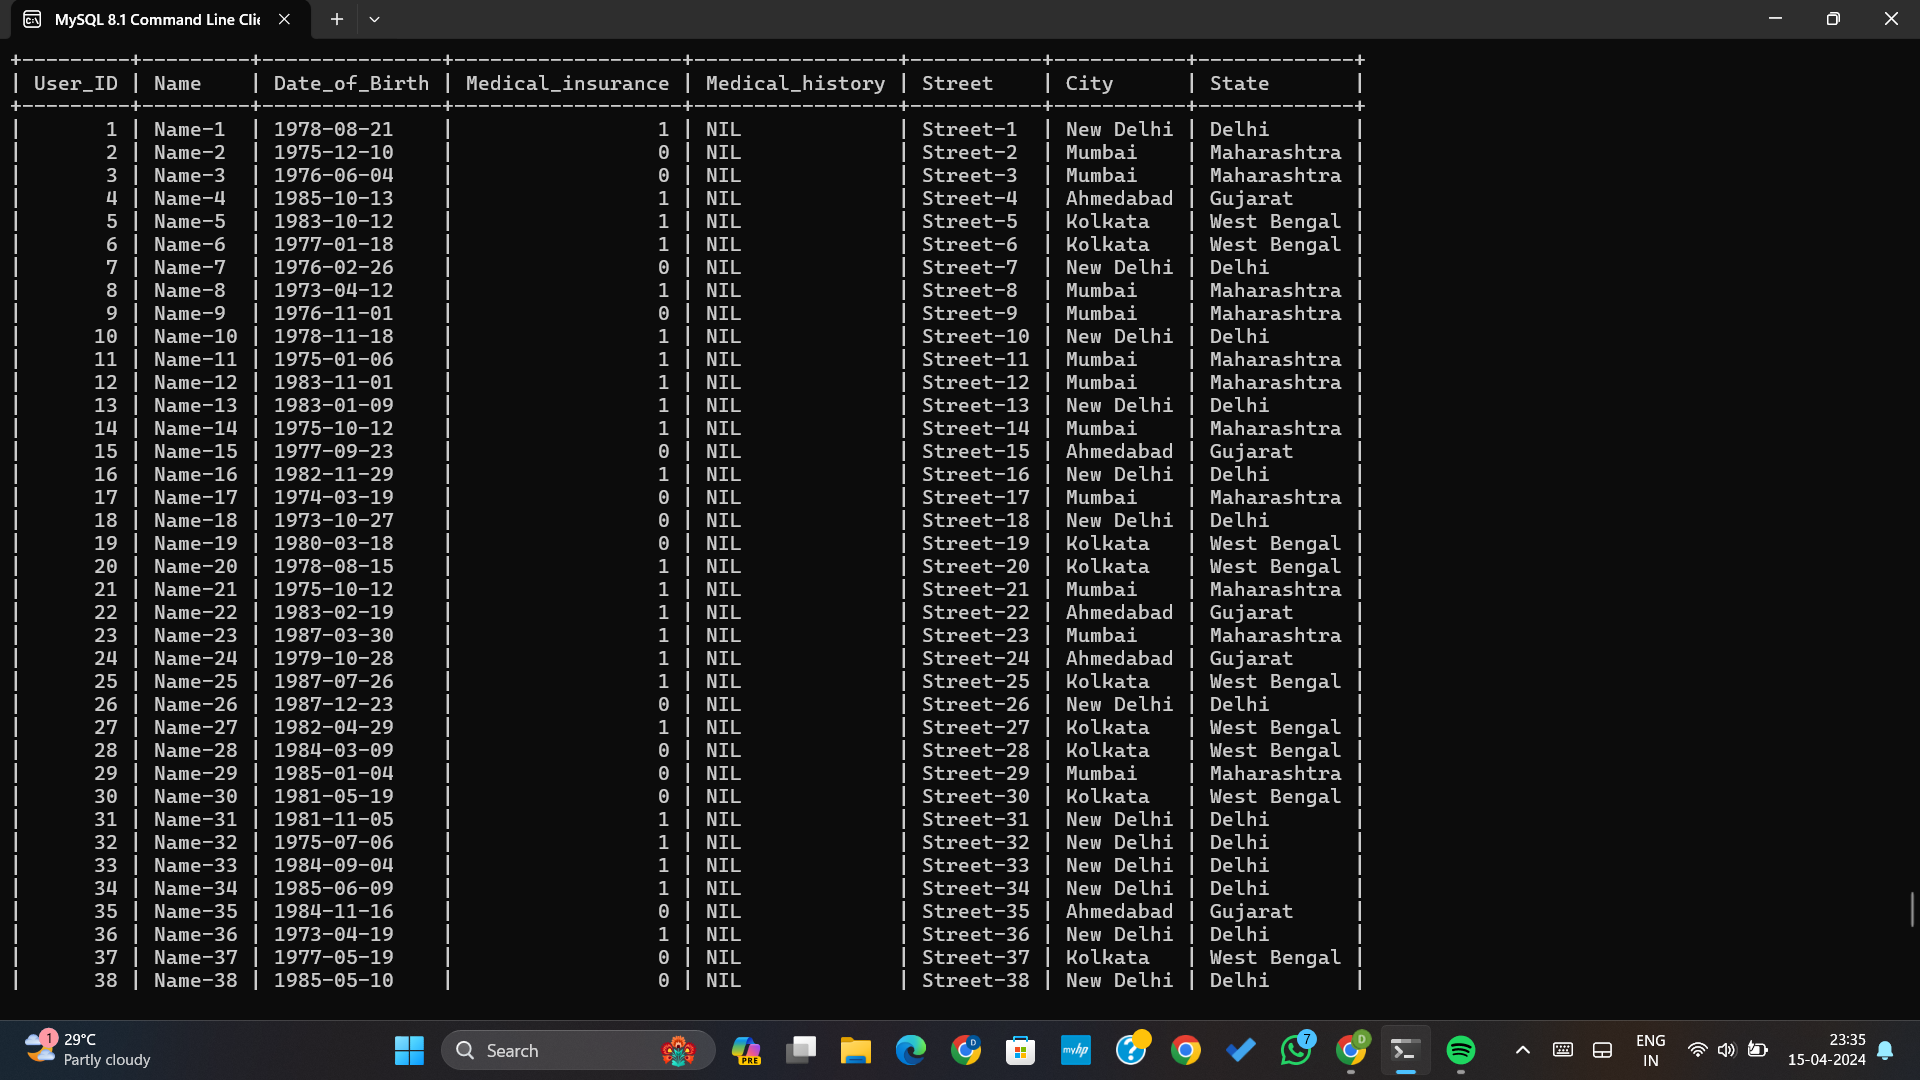 MySQL 8.1 Command Line Clie
+---------+---------+---------------+-------------------+-----------------+-----------+-----------+-------------+
| User_ID | Name    | Date_of_Birth | Medical_insurance | Medical_history | Street    | City      | State       |
+---------+---------+---------------+-------------------+-----------------+-----------+-----------+-------------+
|       1 | Name-1  | 1978-08-21    |                 1 | NIL             | Street-1  | New Delhi | Delhi       |
|       2 | Name-2  | 1975-12-10    |                 0 | NIL             | Street-2  | Mumbai    | Maharashtra |
|       3 | Name-3  | 1976-06-04    |                 0 | NIL             | Street-3  | Mumbai    | Maharashtra |
|       4 | Name-4  | 1985-10-13    |                 1 | NIL             | Street-4  | Ahmedabad | Gujarat     |
|       5 | Name-5  | 1983-10-12    |                 1 | NIL             | Street-5  | Kolkata   | West Bengal |
|       6 | Name-6  | 1977-01-18    |                 1 | NIL             | Street-6  | Kolkata   | West Bengal |
|       7 | Name-7  | 1976-02-26    |                 0 | NIL             | Street-7  | New Delhi | Delhi       |
|       8 | Name-8  | 1973-04-12    |                 1 | NIL             | Street-8  | Mumbai    | Maharashtra |
|       9 | Name-9  | 1976-11-01    |                 0 | NIL             | Street-9  | Mumbai    | Maharashtra |
|      10 | Name-10 | 1978-11-18    |                 1 | NIL             | Street-10 | New Delhi | Delhi       |
|      11 | Name-11 | 1975-01-06    |                 1 | NIL             | Street-11 | Mumbai    | Maharashtra |
|      12 | Name-12 | 1983-11-01    |                 1 | NIL             | Street-12 | Mumbai    | Maharashtra |
|      13 | Name-13 | 1983-01-09    |                 1 | NIL             | Street-13 | New Delhi | Delhi       |
|      14 | Name-14 | 1975-10-12    |                 1 | NIL             | Street-14 | Mumbai    | Maharashtra |
|      15 | Name-15 | 1977-09-23    |                 0 | NIL             | Street-15 | Ahmedabad | Gujarat     |
|      16 | Name-16 | 1982-11-29    |                 1 | NIL             | Street-16 | New Delhi | Delhi       |
|      17 | Name-17 | 1974-03-19    |                 0 | NIL             | Street-17 | Mumbai    | Maharashtra |
|      18 | Name-18 | 1973-10-27    |                 0 | NIL             | Street-18 | New Delhi | Delhi       |
|      19 | Name-19 | 1980-03-18    |                 0 | NIL             | Street-19 | Kolkata   | West Bengal |
|      20 | Name-20 | 1978-08-15    |                 1 | NIL             | Street-20 | Kolkata   | West Bengal |
|      21 | Name-21 | 1975-10-12    |                 1 | NIL             | Street-21 | Mumbai    | Maharashtra |
|      22 | Name-22 | 1983-02-19    |                 1 | NIL             | Street-22 | Ahmedabad | Gujarat     |
|      23 | Name-23 | 1987-03-30    |                 1 | NIL             | Street-23 | Mumbai    | Maharashtra |
|      24 | Name-24 | 1979-10-28    |                 1 | NIL             | Street-24 | Ahmedabad | Gujarat     |
|      25 | Name-25 | 1987-07-26    |                 1 | NIL             | Street-25 | Kolkata   | West Bengal |
|      26 | Name-26 | 1987-12-23    |                 0 | NIL             | Street-26 | New Delhi | Delhi       |
|      27 | Name-27 | 1982-04-29    |                 1 | NIL             | Street-27 | Kolkata   | West Bengal |
|      28 | Name-28 | 1984-03-09    |                 0 | NIL             | Street-28 | Kolkata   | West Bengal |
|      29 | Name-29 | 1985-01-04    |                 0 | NIL             | Street-29 | Mumbai    | Maharashtra |
|      30 | Name-30 | 1981-05-19    |                 0 | NIL             | Street-30 | Kolkata   | West Bengal |
|      31 | Name-31 | 1981-11-05    |                 1 | NIL             | Street-31 | New Delhi | Delhi       |
|      32 | Name-32 | 1975-07-06    |                 1 | NIL             | Street-32 | New Delhi | Delhi       |
|      33 | Name-33 | 1984-09-04    |                 1 | NIL             | Street-33 | New Delhi | Delhi       |
|      34 | Name-34 | 1985-06-09    |                 1 | NIL             | Street-34 | New Delhi | Delhi       |
|      35 | Name-35 | 1984-11-16    |                 0 | NIL             | Street-35 | Ahmedabad | Gujarat     |
|      36 | Name-36 | 1973-04-19    |                 1 | NIL             | Street-36 | New Delhi | Delhi       |
|      37 | Name-37 | 1977-05-19    |                 0 | NIL             | Street-37 | Kolkata   | West Bengal |
|      38 | Name-38 | 1985-05-10    |                 0 | NIL             | Street-38 | New Delhi | Delhi       |
1
29°C
Partly cloudy
Search
PRE
D
myhp
7
D
ENG
IN
23:35
15-04-2024